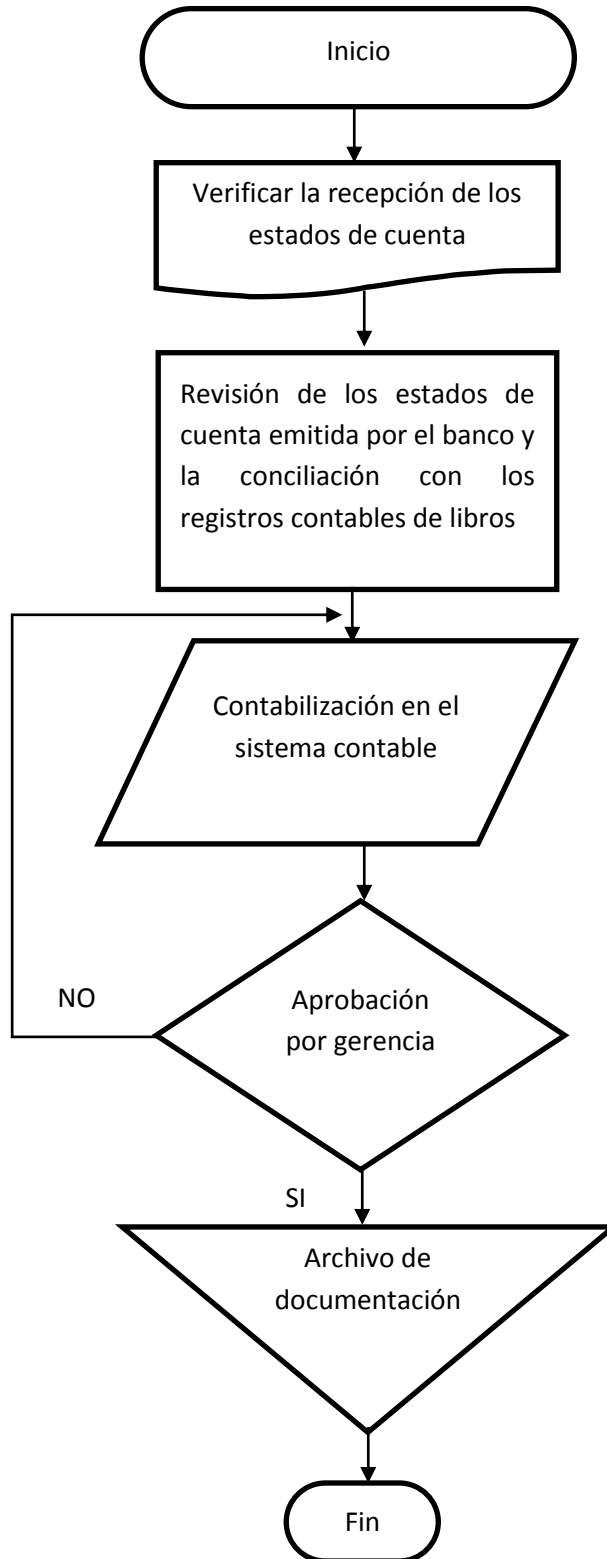 Inicio
Verificar la recepción de los
estados de cuenta
Revisión de los estados de
cuenta emitida por el banco y
la conciliación con los
registros contables de libros
Contabilización en el
sistema contable
NO
Aprobación
por gerencia
SI
Archivo de
documentación
Fin